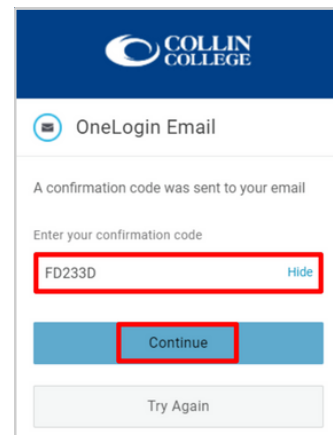 COLLIN
COLLEGE
OneLogin Email
A confirmation code was sent to your email
Enter your confirmation code
FD233D Hide
Continue
Try Again